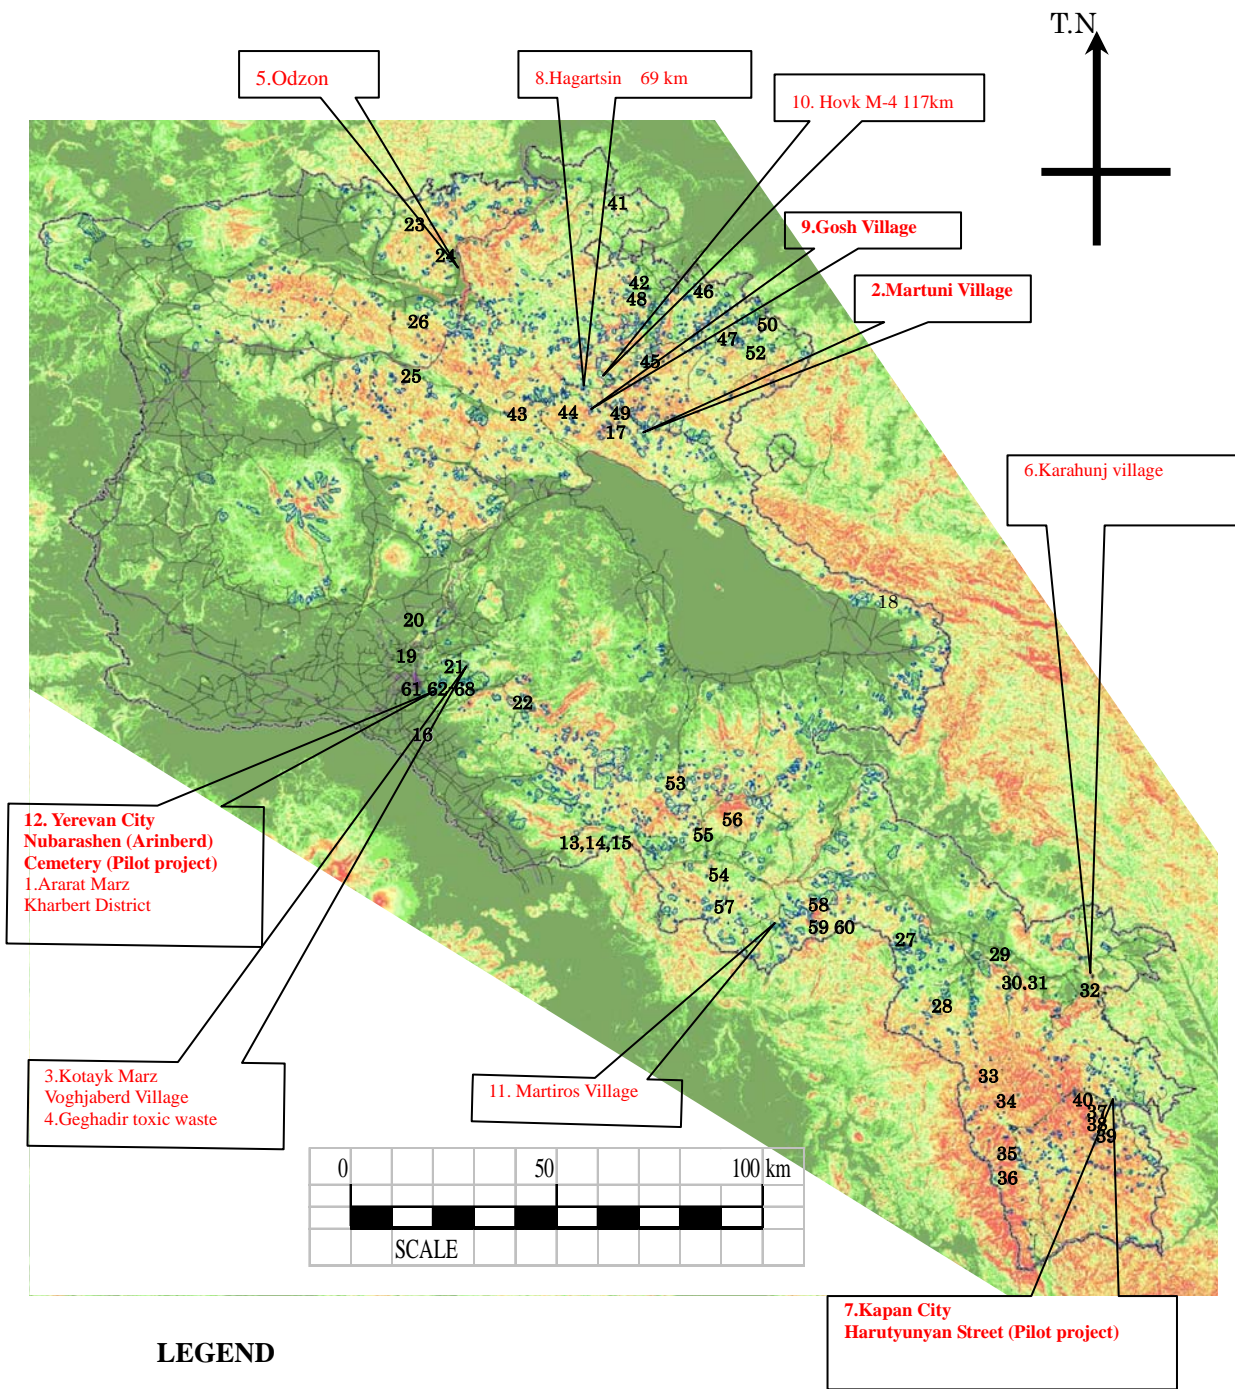 T.N
5.Odzon
8.Hagartsin 69 km
10. Hovk M-4 117km
9.Gosh Village
2.Martuni Village
6.Karahunj village
41
23
24
42
48
46
26
50
47
52
45
25
43
44
49
17
18
20
19
21
61 62-68
22
16
53
56
55
13,14,15
54
57
58
59 60
27
29
30,31
32
28
33
34
40
37
38
39
35
36
12. Yerevan City
Nubarashen (Arinberd)
Cemetery (Pilot project)
1.Ararat Marz
Kharbert District
3.Kotayk Marz
Voghjaberd Village
4.Geghadir toxic waste
11. Martiros Village
0 50 100 km
SCALE
7.Kapan City
Harutyunyan Street (Pilot project)
LEGEND